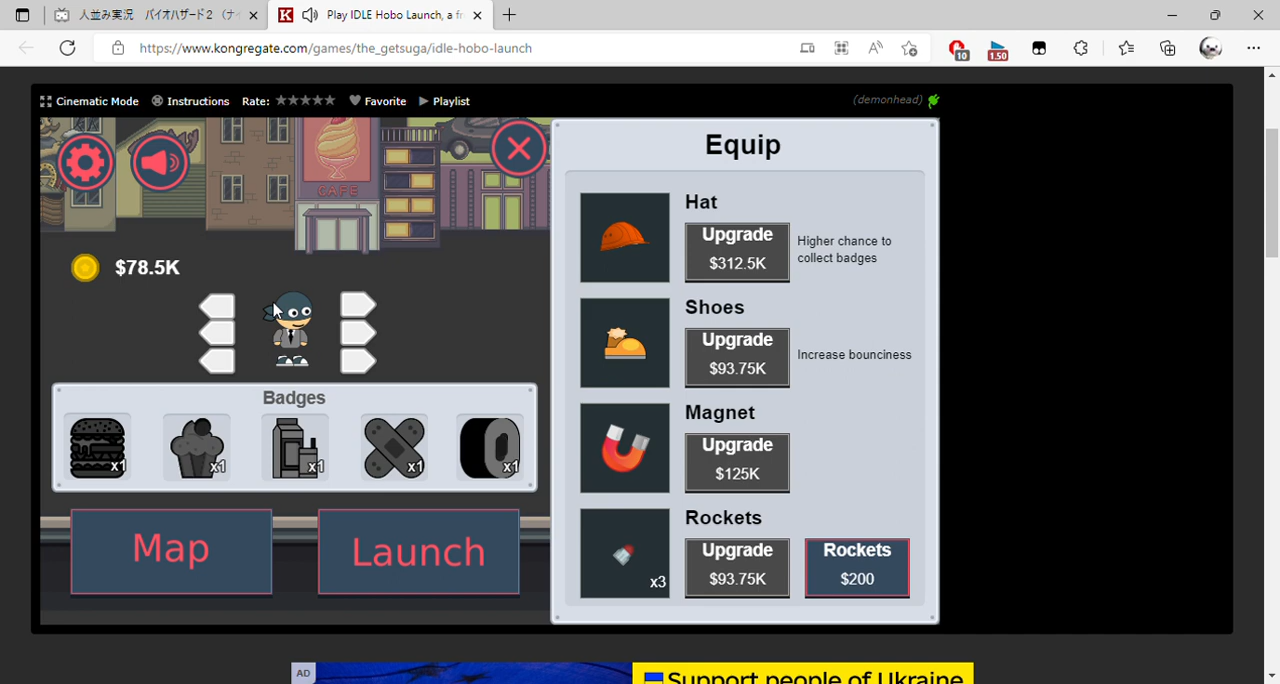 人並み実況 バイオハザード2 (ナイ
Play IDLE Hobo Launch, a fr
https://www.kongregate.com/games/the_getsuga/idle-hobo-launch
10
1.50
Cinematic Mode Instructions Rate: Favorite Playlist
(demonhead)
CAFE
$78.5K
Badges
x1 x1 x1 x1 x1
Map
Launch
Equip
Hat
Upgrade
$312.5K
Higher chance to
collect badges
Shoes
Upgrade
$93.75K
Increase bounciness
Magnet
Upgrade
$125K
Rockets
x3
Upgrade
$93.75K
Rockets
$200
AD
Support people of Ukraine